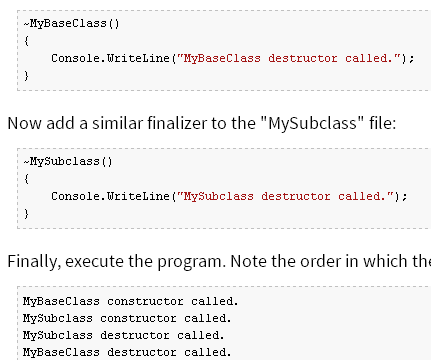 ~MyBaseClass()
{
    Console.WriteLine("MyBaseClass destructor called.");
}
Now add a similar finalizer to the "MySubclass" file:
~MySubclass()
{
    Console.WriteLine("MySubclass destructor called.");
}
Finally, execute the program. Note the order in which
MyBaseClass constructor called.
MySubclass constructor called.
MySubclass destructor called.
MyBaseClass destructor called.